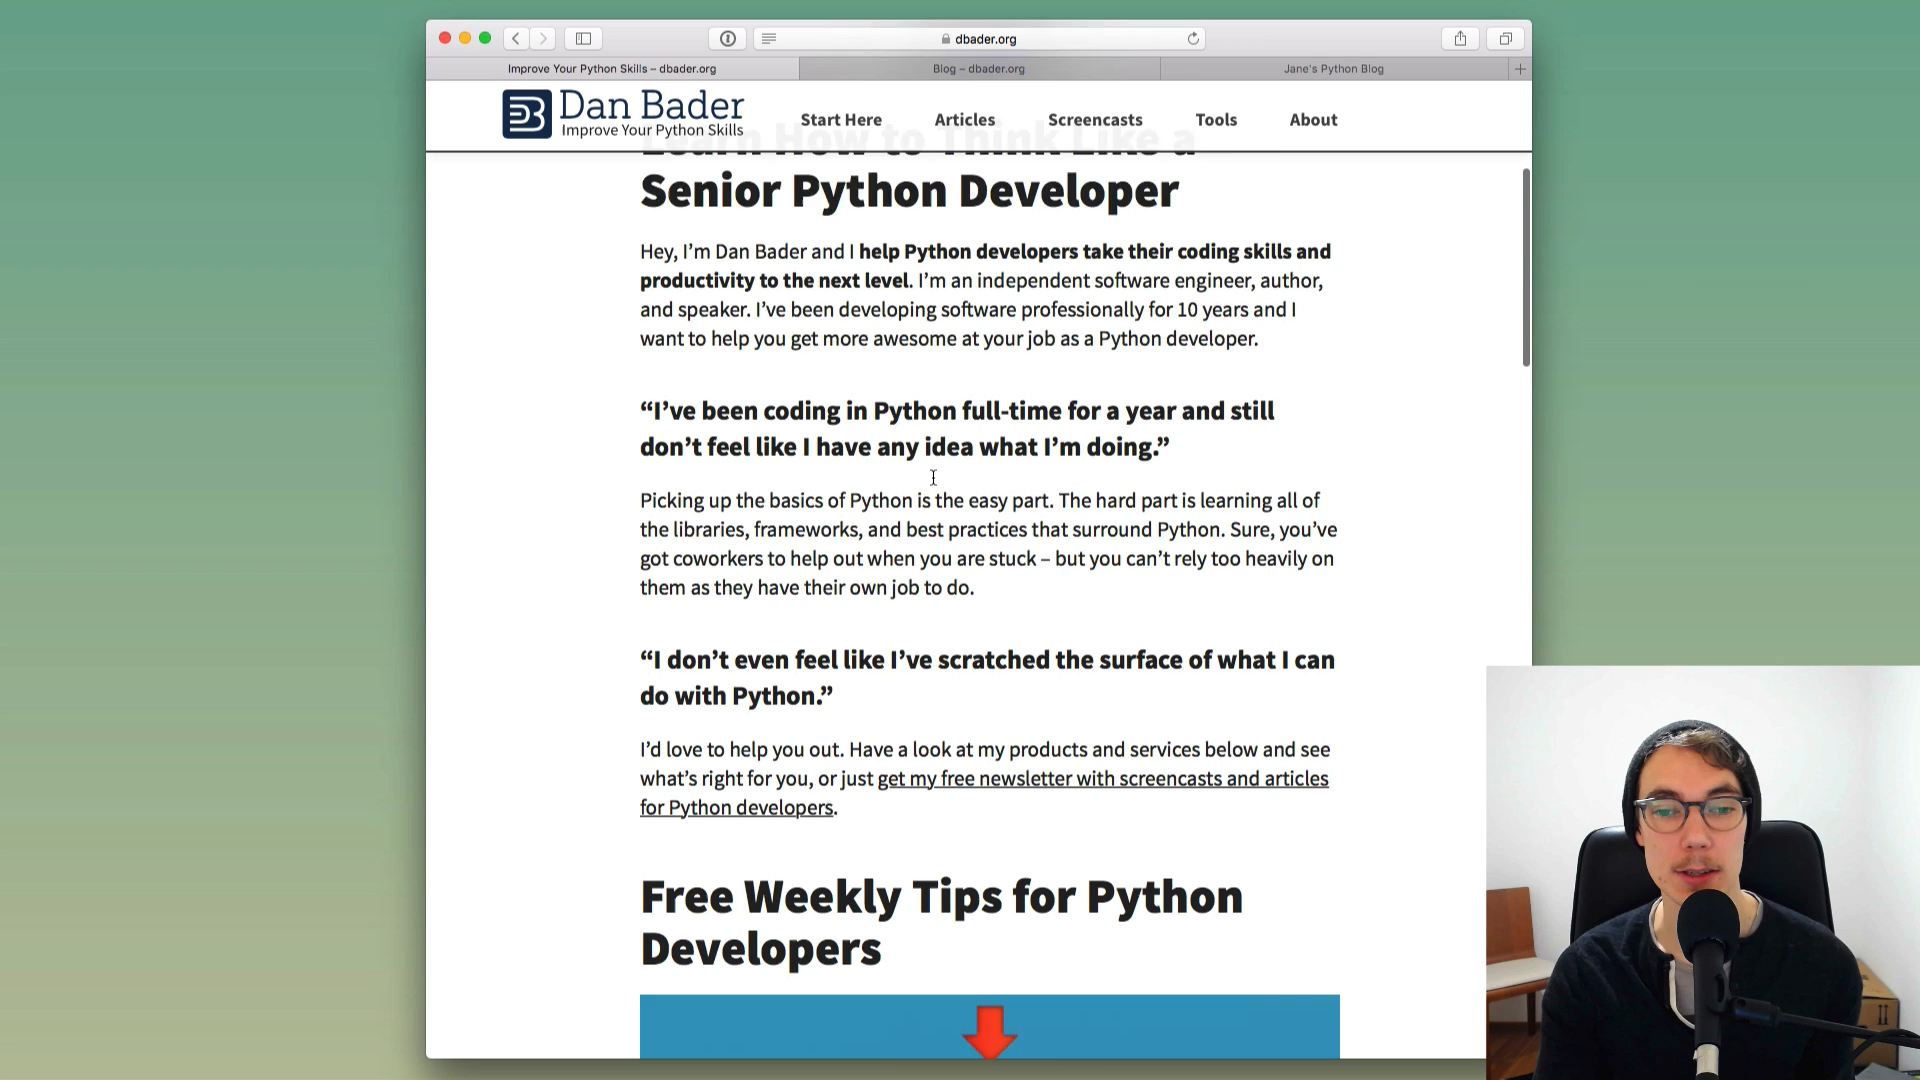 dbader.org
Improve Your Python Skills – dbader.org
Blog – dbader.org
Jane's Python Blog
Dan Bader
Improve Your Python Skills
Start Here
Articles
Screencasts
Tools
About
Learn How to Think Like a
Senior Python Developer
Hey, I’m Dan Bader and I help Python developers take their coding skills and
productivity to the next level. I’m an independent software engineer, author,
and speaker. I’ve been developing software professionally for 10 years and I
want to help you get more awesome at your job as a Python developer.
“I’ve been coding in Python full-time for a year and still
don’t feel like I have any idea what I’m doing.”
Picking up the basics of Python is the easy part. The hard part is learning all of
the libraries, frameworks, and best practices that surround Python. Sure, you’ve
got coworkers to help out when you are stuck – but you can’t rely too heavily on
them as they have their own job to do.
“I don’t even feel like I’ve scratched the surface of what I can
do with Python.”
I’d love to help you out. Have a look at my products and services below and see
what’s right for you, or just get my free newsletter with screencasts and articles
for Python developers.
Free Weekly Tips for Python
Developers